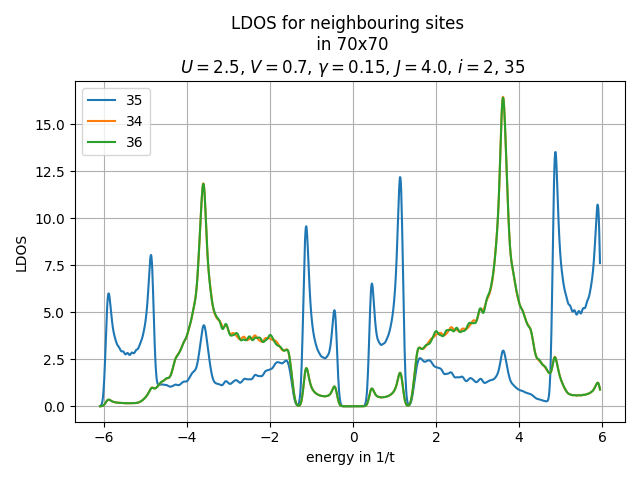 LDOS for neighbouring sites
in 70x70
U = 2.5, V = 0.7, γ = 0.15, J = 4.0, i = 2, 35
35
34
36
15.0
12.5
10.0
7.5
5.0
2.5
0.0
LDOS
−6 −4 −2 0 2 4 6
energy in 1/t